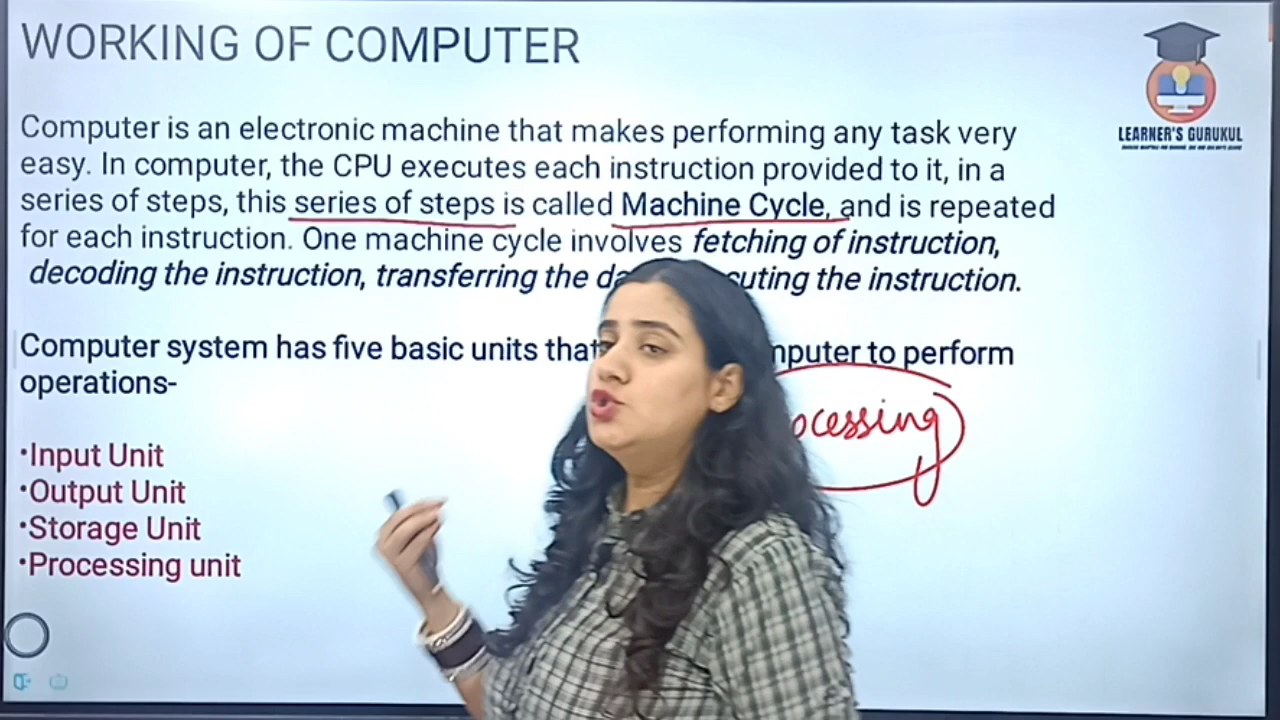 WORKING OF COMPUTER
LEARNER'S GURUKUL
Computer is an electronic machine that makes performing any task very
easy. In computer, the CPU executes each instruction provided to it, in a
series of steps, this series of steps is called Machine Cycle, and is repeated
for each instruction. One machine cycle involves fetching of instruction,
decoding the instruction, transferring the the instruction.
Computer system has five basic units that to perform
operations-
•Input Unit
•Output Unit
•Storage Unit
•Processing unit